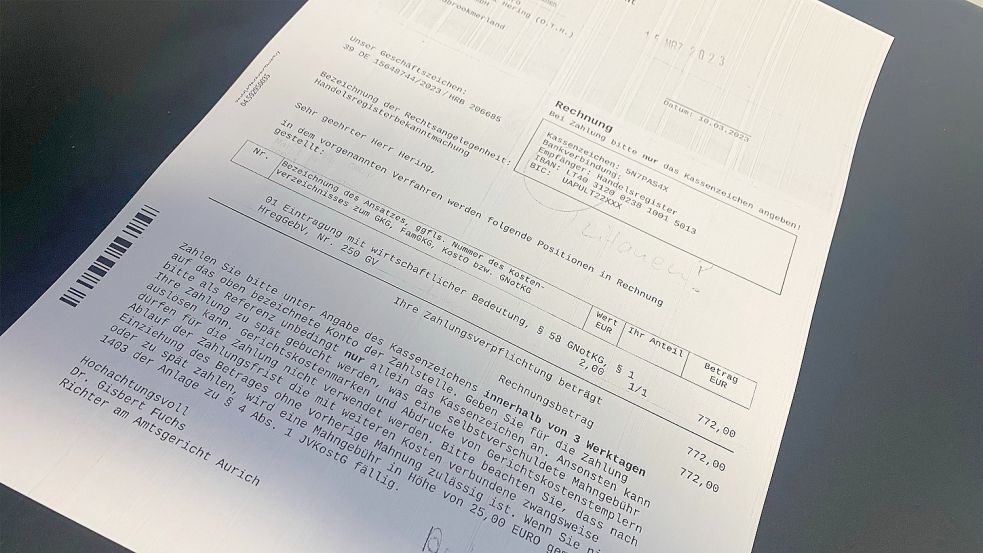 Hering (O.T.H.)
brookmerland
MRZ 2023
Datum: 10.03.2023
Unser Geschäftszeichen:
39 DE 15648744/2023/ HRB 206685
Bezeichnung der Rechtsangelegenheit:
Handelsregisterbekanntmachung
Rechnung
Bei Zahlung bitte nur das Kassenzeichen angeben!
Kassenzeichen: 5N7PAS4X
Bankverbindung:
Empfänger: Handelsregister
IBAN: LT40 3120 0238 1001 5013
BIC: UAPULT22XXX
Litauen?
Sehr geehrter Herr Hering,
in dem vorgenannten Verfahren werden folgende Positionen in Rechnung
gestellt:
Nr. Bezeichnung des Ansatzes, ggfls. Nummer des Kosten-
verzeichnisses zum GKG, FamGKG, KostO bzw. GNotKG
Wert EUR
Ihr Anteil
Betrag EUR
01 Eintragung mit wirtschaftlicher Bedeutung, § 58 GNotKG, § 1
HregGebV, Nr. 250 GV 2,00 1/1 772,00
Rechnungsbetrag 772,00
Ihre Zahlungsverpflichtung beträgt 772,00
Zahlen Sie bitte unter Angabe des Kassenzeichens innerhalb von 3 Werktagen
auf das oben bezeichnete Konto der Zahlstelle. Geben Sie für die Zahlung
bitte als Referenz unbedingt nur allein das Kassenzeichen an. Ansonsten kann
Ihre Zahlung zu spät gebucht werden, was eine selbstverschuldete Mahngebühr
auslösen kann. Gerichtskostenmarken und Abdrucke von Gerichtskostenstemplern
dürfen für die Zahlung nicht verwendet werden. Bitte beachten Sie, dass nach
Ablauf der Zahlungsfrist die mit weiteren Kosten verbundene zwangsweise
Einziehung des Betrages ohne vorherige Mahnung zulässig ist. Wenn Sie
oder zu spät zahlen, wird eine Mahngebühr in Höhe von 25,00 EURO
1403 der Anlage zu § 4 Abs. 1 JVKostG fällig.
Hochachtungsvoll
Dr. Gisbert Fuchs
Richter am Amtsgericht Aurich